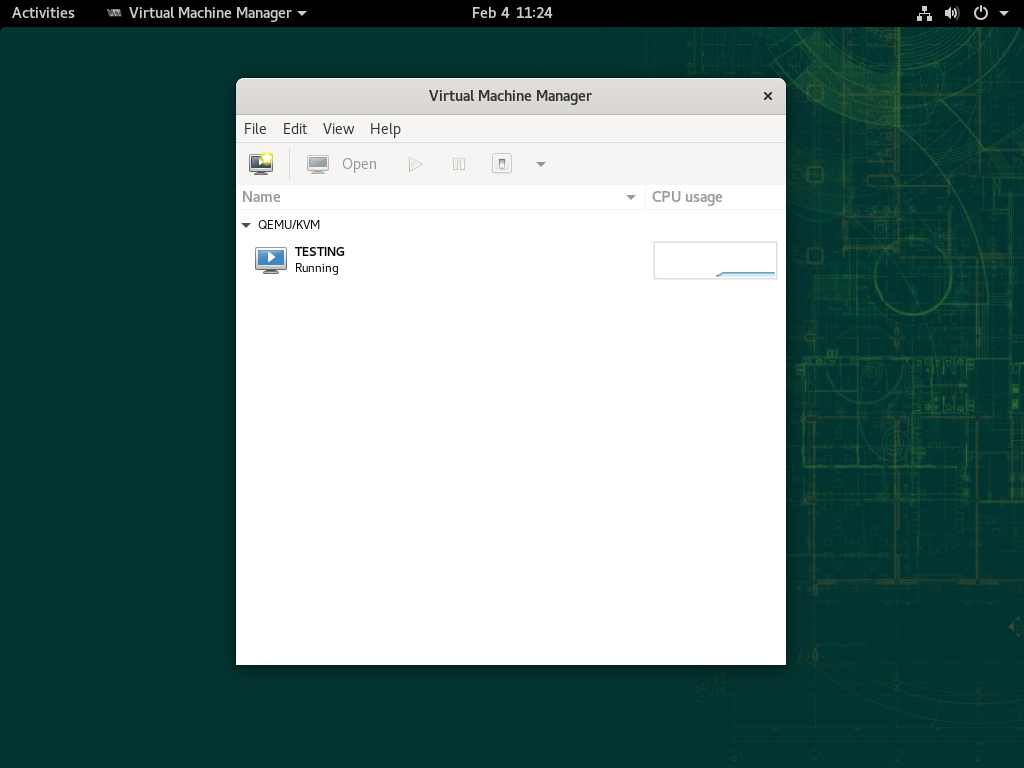 Activities Virtual Machine Manager Feb 4 11:24
Virtual Machine Manager
File Edit View Help
Open
Name CPU usage
QEMU/KVM
TESTING
Running